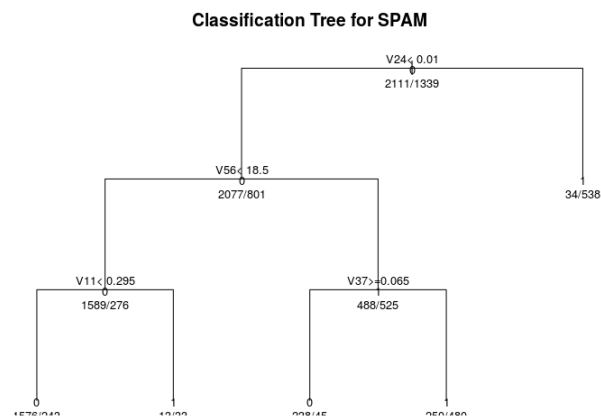 Classification Tree for SPAM
V24< 0.01
0
2111/1339
V56< 18.5
0
2077/801
1
34/538
V11< 0.295
0
1589/276
V37>=0.065
1
488/525
0
1
0
1